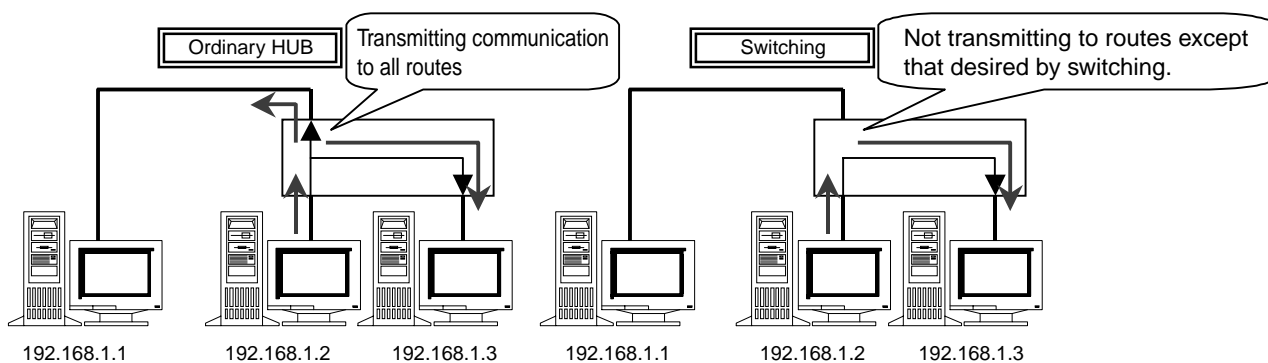 Ordinary HUB
Transmitting communication
to all routes
Switching
Not transmitting to routes except
that desired by switching.
192.168.1.1
192.168.1.2
192.168.1.3
192.168.1.1
192.168.1.2
192.168.1.3